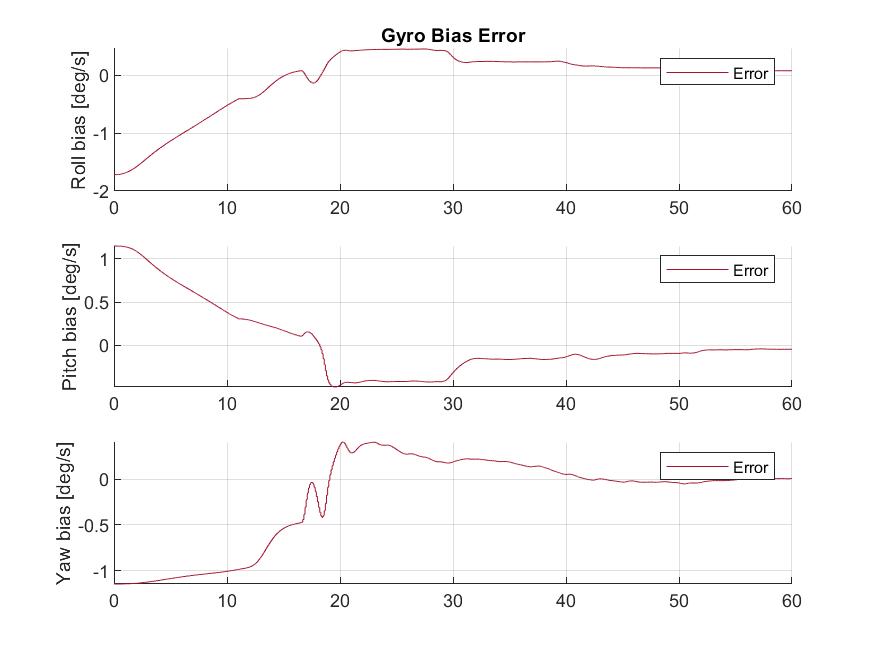 Gyro Bias Error
Roll bias [deg/s]
0
-1
-2
Error
0 10 20 30 40 50 60
Pitch bias [deg/s]
1
0.5
0
Error
0 10 20 30 40 50 60
Yaw bias [deg/s]
0
-0.5
-1
Error
0 10 20 30 40 50 60